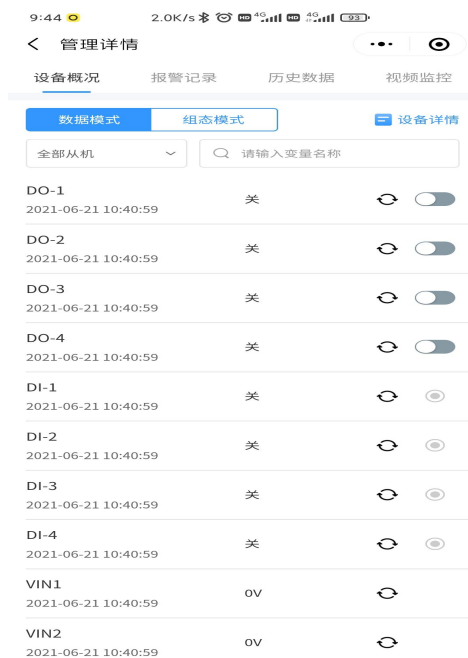 9:44 2.0K/s HD 4G HD 4G 93
管理详情
设备概况 报警记录 历史数据 视频监控
数据模式 组态模式 设备详情
全部从机 请输入变量名称
DO-1
2021-06-21 10:40:59 关
DO-2
2021-06-21 10:40:59 关
DO-3
2021-06-21 10:40:59 关
DO-4
2021-06-21 10:40:59 关
DI-1
2021-06-21 10:40:59 关
DI-2
2021-06-21 10:40:59 关
DI-3
2021-06-21 10:40:59 关
DI-4
2021-06-21 10:40:59 关
VIN1
2021-06-21 10:40:59 0V
VIN2
2021-06-21 10:40:59 0V